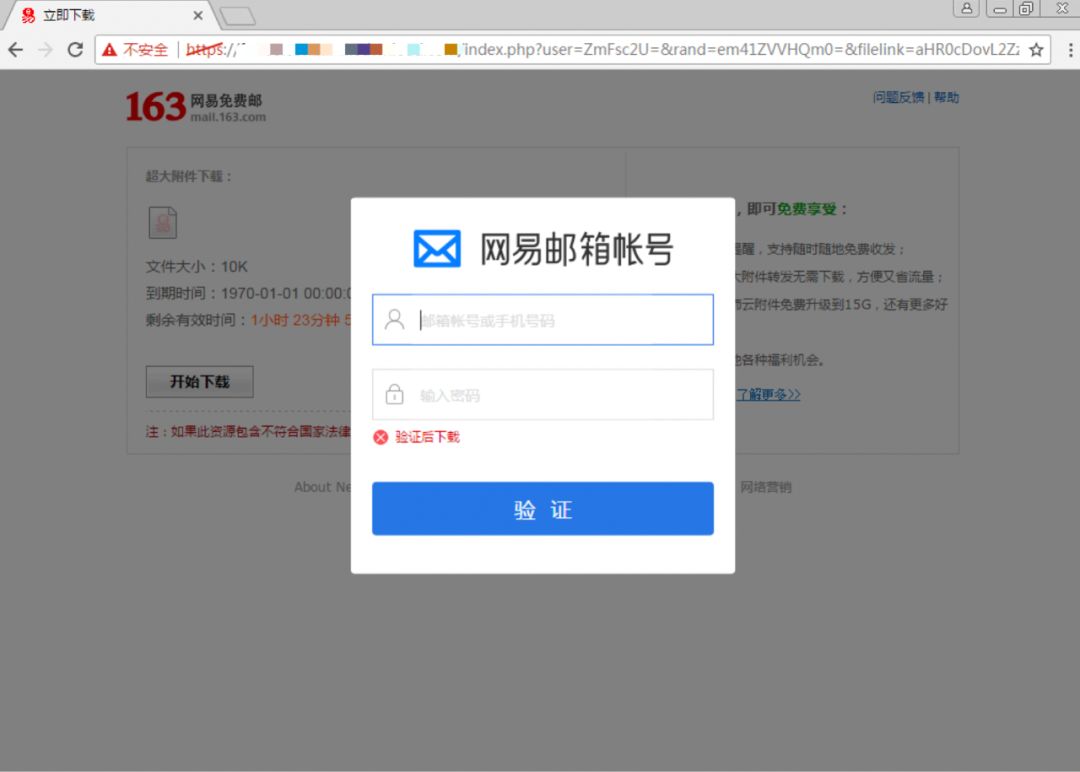 立即下载
不安全 | https://
index.php?user=ZmFsc2U=&rand=em41ZVVHQm0=&filelink=aHR0cDovL2Z
163 网易免费邮
mail.163.com
问题反馈 | 帮助
超大附件下载：
，即可免费享受：
文件大小：10K
到期时间：1970-01-01 00:00:0
剩余有效时间：1小时 23分钟 5
开始下载
注：如果此资源包含不符合国家法律
醒，支持随时随地免费收发；
附件转发无需下载，方便又省流量；
云附件免费升级到15G，还有更多好
各种福利机会。
了解更多>>
About Ne
网络营销
网易邮箱帐号
邮箱帐号或手机号码
输入密码
验证后下载
验 证